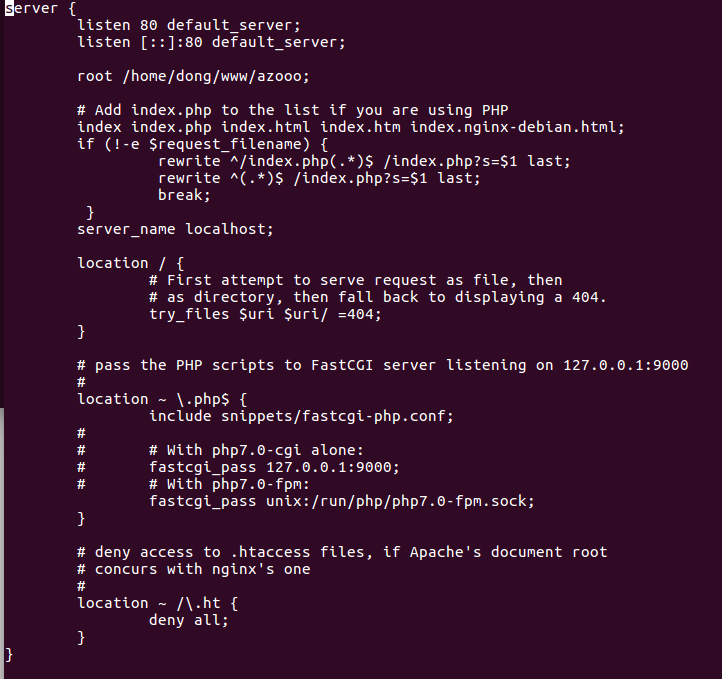 server {
        listen 80 default_server;
        listen [::]:80 default_server;

        root /home/dong/www/azooo;

        # Add index.php to the list if you are using PHP
        index index.php index.html index.htm index.nginx-debian.html;
        if (!-e $request_filename) {
                 rewrite ^/index.php(.*)$ /index.php?s=$1 last;
                 rewrite ^(.*)$ /index.php?s=$1 last;
                 break;
         }
        server_name localhost;

        location / {
                # First attempt to serve request as file, then
                # as directory, then fall back to displaying a 404.
                try_files $uri $uri/ =404;
        }

        # pass the PHP scripts to FastCGI server listening on 127.0.0.1:9000
        #
        location ~ \.php$ {
                include snippets/fastcgi-php.conf;
        #
        #       # With php7.0-cgi alone:
        #       fastcgi_pass 127.0.0.1:9000;
        #       # With php7.0-fpm:
                fastcgi_pass unix:/run/php/php7.0-fpm.sock;
        }

        # deny access to .htaccess files, if Apache's document root
        # concurs with nginx's one
        #
        location ~ /\.ht {
                deny all;
        }
}